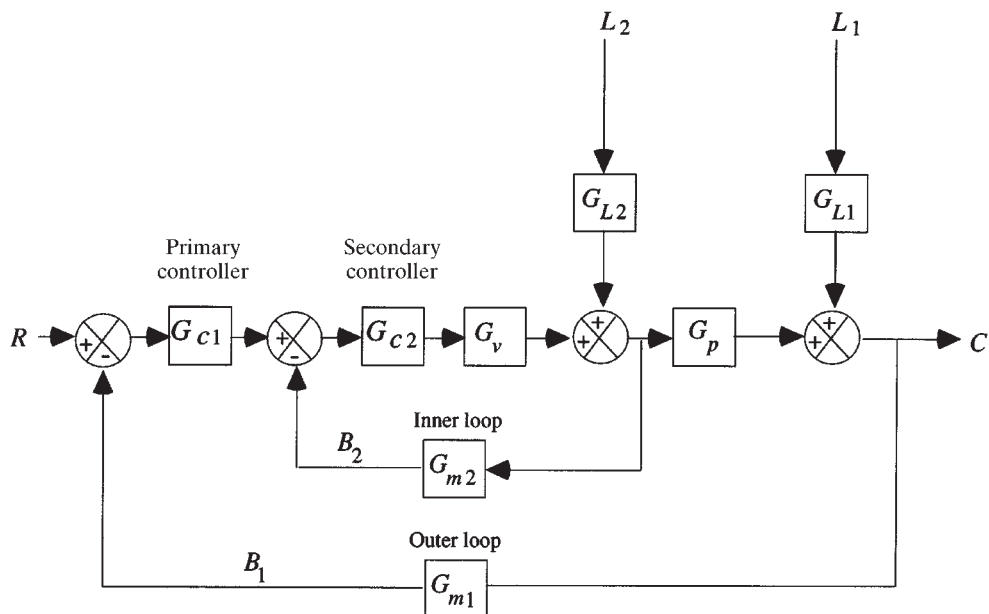 L2
L1
GL2
GL1
Primary
controller
Secondary
controller
R
+
-
Gc1
+
-
Gc2
Gv
+
+
Gp
+
+
C
Inner loop
B2
Gm2
Outer loop
B1
Gm1